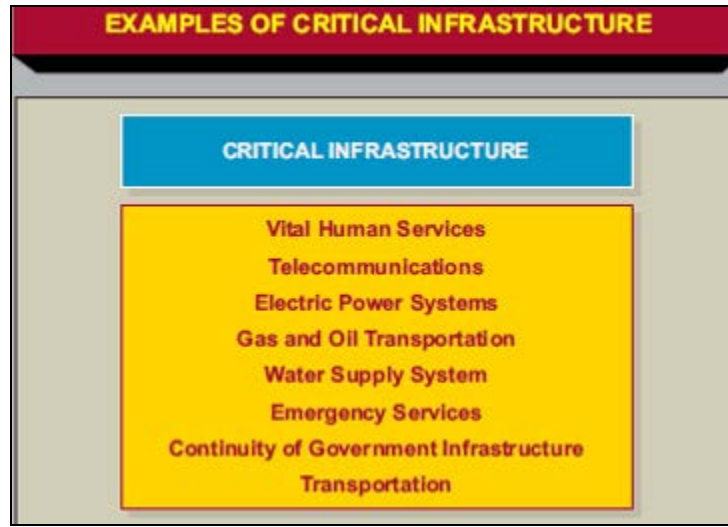 EXAMPLES OF CRITICAL INFRASTRUCTURE
CRITICAL INFRASTRUCTURE
Vital Human Services
Telecommunications
Electric Power Systems
Gas and Oil Transportation
Water Supply System
Emergency Services
Continuity of Government Infrastructure
Transportation